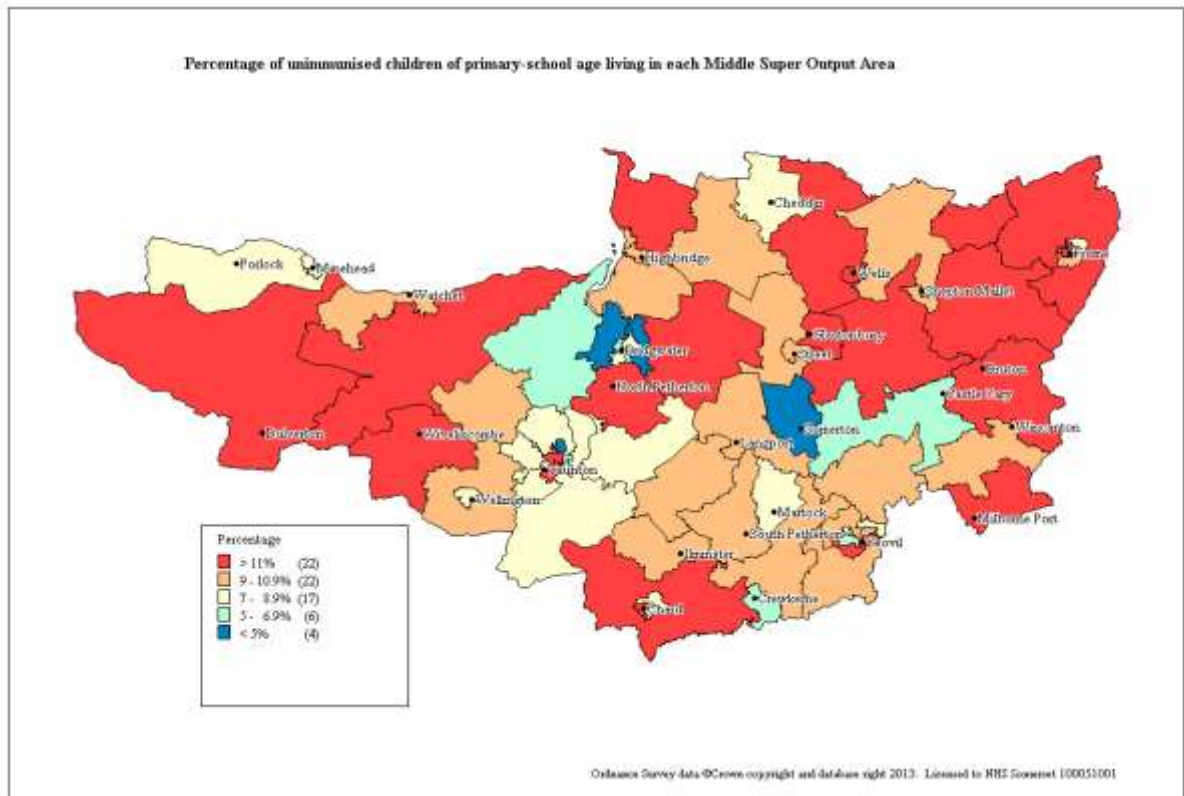 Percentage of unimmunised children of primary-school age living in each Middle Super Output Area
Cheddar
Porlock
Minehead
Highbridge
Frome
Wells
Watchet
Shepton Mallet
Glastonbury
Street
Bridgwater
Bruton
North Petherton
Castle Cary
Dulverton
Wiveliscombe
Somerton
Wincanton
Langport
Taunton
Wellington
Martock
Milborne Port
South Petherton
Yeovil
Ilminster
Crewkerne
Chard
Percentage
> 11% (22)
9 - 10.9% (22)
7 - 8.9% (17)
5 - 6.9% (6)
< 5% (4)
Ordnance Survey data ©Crown copyright and database right 2013. Licensed to NHS Somerset 100051001